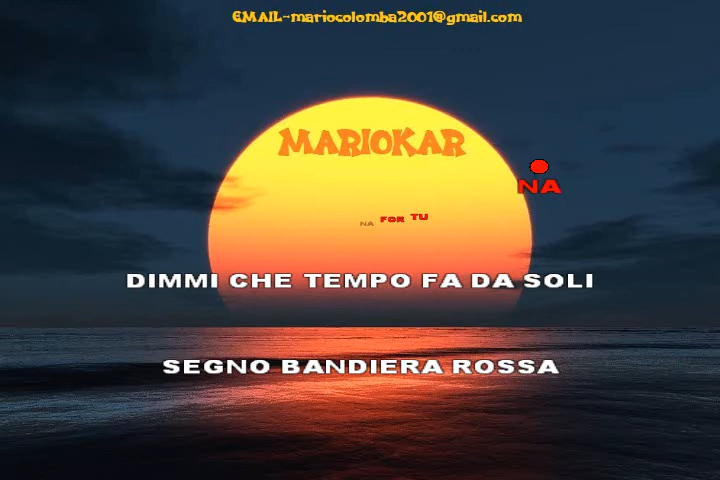 EMAIL-mariocolomba2001@gmail.com
MARIOKAR
NA
NA FOR TU
DIMMI CHE TEMPO FA DA SOLI
SEGNO BANDIERA ROSSA